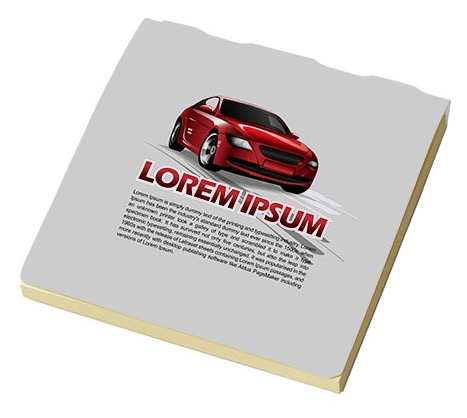 LOREM IPSUM
Lorem Ipsum is simply dummy text of the printing and typesetting industry. Lorem
Ipsum has been the industry's standard dummy text ever since the 1500s, when
an unknown printer took a galley of type and scrambled it to make a type
specimen book. It has survived not only five centuries, but also the leap into
electronic typesetting, remaining essentially unchanged. It was popularised in the
1960s with the release of Letraset sheets containing Lorem Ipsum passages, and
more recently with desktop publishing software like Aldus PageMaker including
versions of Lorem Ipsum.